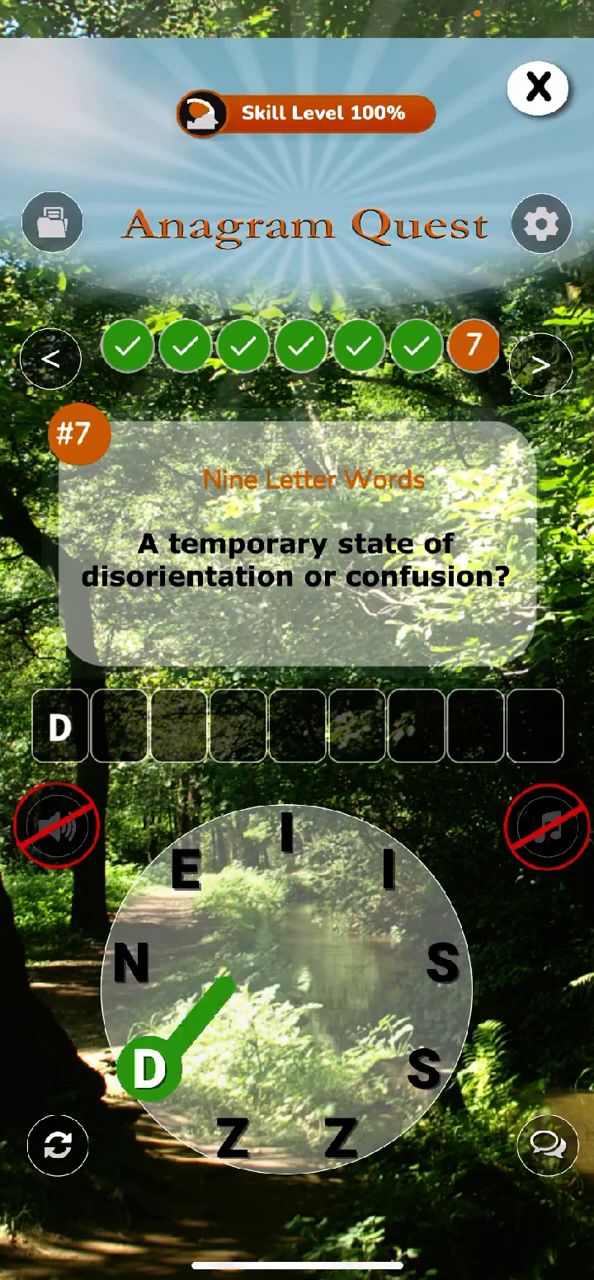 Skill Level 100%
X
Anagram Quest
< 7 >
#7
Nine Letter Words
A temporary state of
disorientation or confusion?
D
I
E I
N S
D S
Z Z